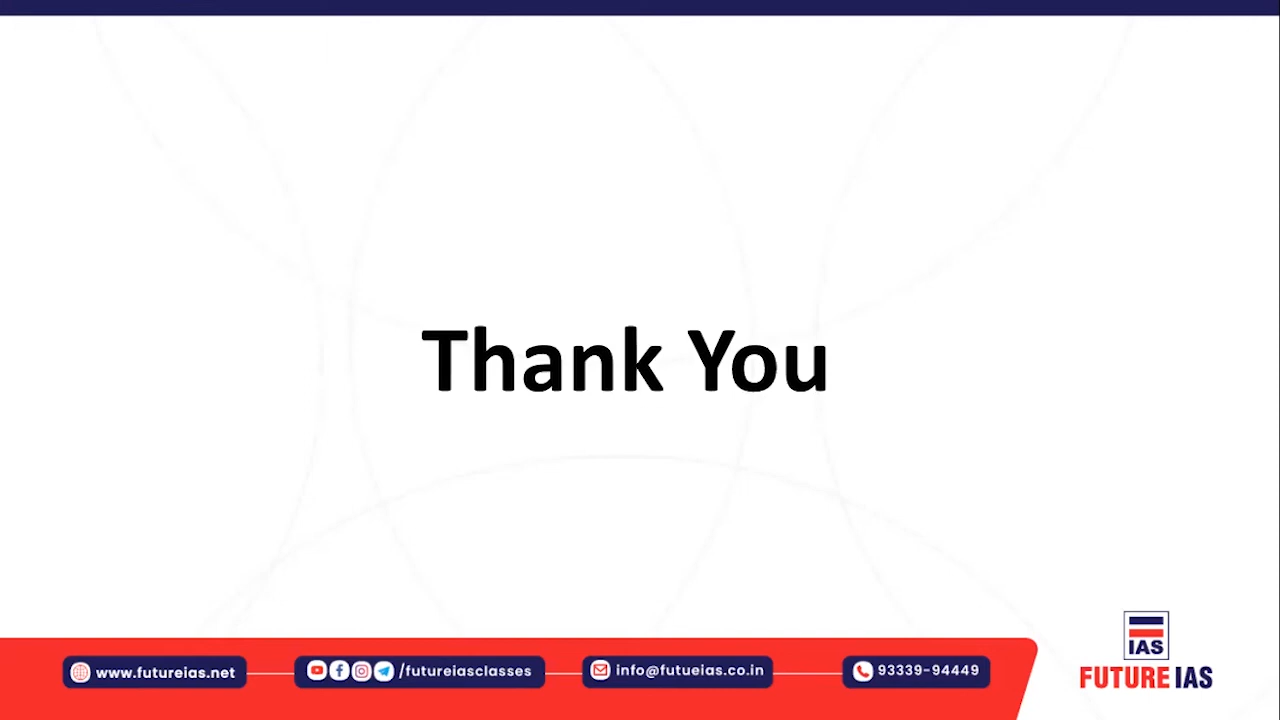 Thank You
www.futureias.net
/futureiasclasses
info@futueias.co.in
93339-94449
IAS
FUTURE IAS